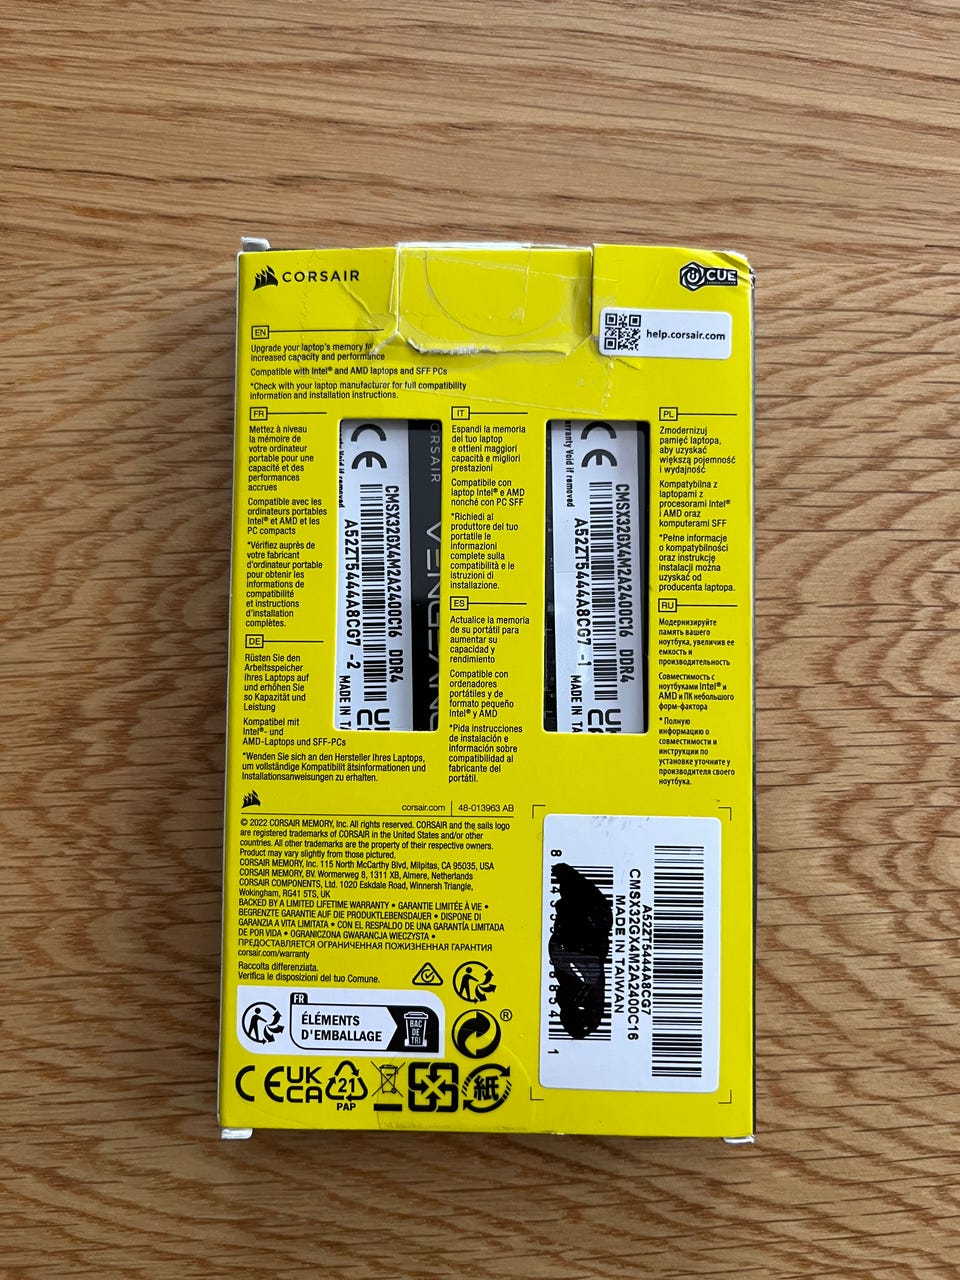 CORSAIR
iCUE
help.corsair.com
EN
Upgrade your laptop's memory for
increased capacity and performance
Compatible with Intel® and AMD laptops and SFF PCs
*Check with your laptop manufacturer for full compatibility
information and installation instructions.
FR
Mettez à niveau
la mémoire de
votre ordinateur
portable pour une
capacité et des
performances
accrues
Compatible avec les
ordinateurs portables
Intel® et AMD et les
PC compacts
*Vérifiez auprès de
votre fabricant
d'ordinateur portable
pour obtenir les
informations de
compatibilité
et instructions
d'installation
complètes.
DE
Rüsten Sie den
Arbeitsspeicher
Ihres Laptops auf
und erhöhen Sie
so Kapazität und
Leistung
Kompatibel mit
Intel®- und
AMD-Laptops und SFF-PCs
*Wenden Sie sich an den Hersteller Ihres Laptops,
um vollständige Kompatibilit ätsinformationen und
Installationsanweisungen zu erhalten.
CE
Void if removed
CMSX32GX4M2A2400C16 DDR4
A52ZT5444A8CG7 -2 MADE IN TA
UK
ORSAIR
IT
Espandi la memoria
del tuo laptop
e ottieni maggiori
capacità e migliori
prestazioni
Compatibile con
laptop Intel® e AMD
nonché con PC SFF
*Richiedi al
produttore del tuo
portatile le
informazioni
complete sulla
compatibilità e le
istruzioni di
installazione.
ES
Actualice la memoria
de su portátil para
aumentar su
capacidad y
rendimiento
Compatible con
ordenadores
portátiles y de
formato pequeño
Intel® y AMD
*Pida instrucciones
de instalación e
información sobre
compatibilidad al
fabricante del
portátil.
CE
arranty Void if removed
CMSX32GX4M2A2400C16 DDR4
A52ZT5444A8CG7 -1 MADE IN TA
UK
PL
Zmodernizuj
pamięć laptopa,
aby uzyskać
większą pojemność
i wydajność
Kompatybilna z
laptopami z
procesorami Intel®
i AMD oraz
komputerami SFF
*Pełne informacje
o kompatybilności
oraz instrukcję
instalacji można
uzyskać od
producenta laptopa.
RU
Модернизируйте
память вашего
ноутбука, увеличив ее
емкость и
производительность
Совместимость с
ноутбуками Intel® и
AMD и ПК небольшого
форм-фактора
* Полную
информацию о
совместимости и
инструкции по
установке уточните у
производителя своего
ноутбука.
corsair.com | 48-013963 AB
© 2022 CORSAIR MEMORY, Inc. All rights reserved. CORSAIR and the sails logo
are registered trademarks of CORSAIR in the United States and/or other
countries. All other trademarks are the property of their respective owners.
Product may vary slightly from those pictured.
CORSAIR MEMORY, Inc. 115 North McCarthy Blvd, Milpitas, CA 95035, USA
CORSAIR MEMORY, BV. Wormerweg 8, 1311 XB, Almere, Netherlands
CORSAIR COMPONENTS, Ltd. 1020 Eskdale Road, Winnersh Triangle,
Wokingham, RG41 5TS, UK
BACKED BY A LIMITED LIFETIME WARRANTY • GARANTIE LIMITÉE À VIE •
BEGRENZTE GARANTIE AUF DIE PRODUKTLEBENSDAUER • DISPONE DI
GARANZIA A VITA LIMITATA • CON EL RESPALDO DE UNA GARANTÍA LIMITADA
DE POR VIDA • OGRANICZONA GWARANCJA WIECZYSTA •
ПРЕДОСТАВЛЯЕТСЯ ОГРАНИЧЕННАЯ ПОЖИЗНЕННАЯ ГАРАНТИЯ
corsair.com/warranty
Raccolta differenziata.
Verifica le disposizioni del tuo Comune.
FR
ÉLÉMENTS
D'EMBALLAGE
BAC
DE
TRI
®
CE
UK
CA
21
PAP
紙
A52ZT5444A8CG7
CMSX32GX4M2A2400C16
MADE IN TAIWAN